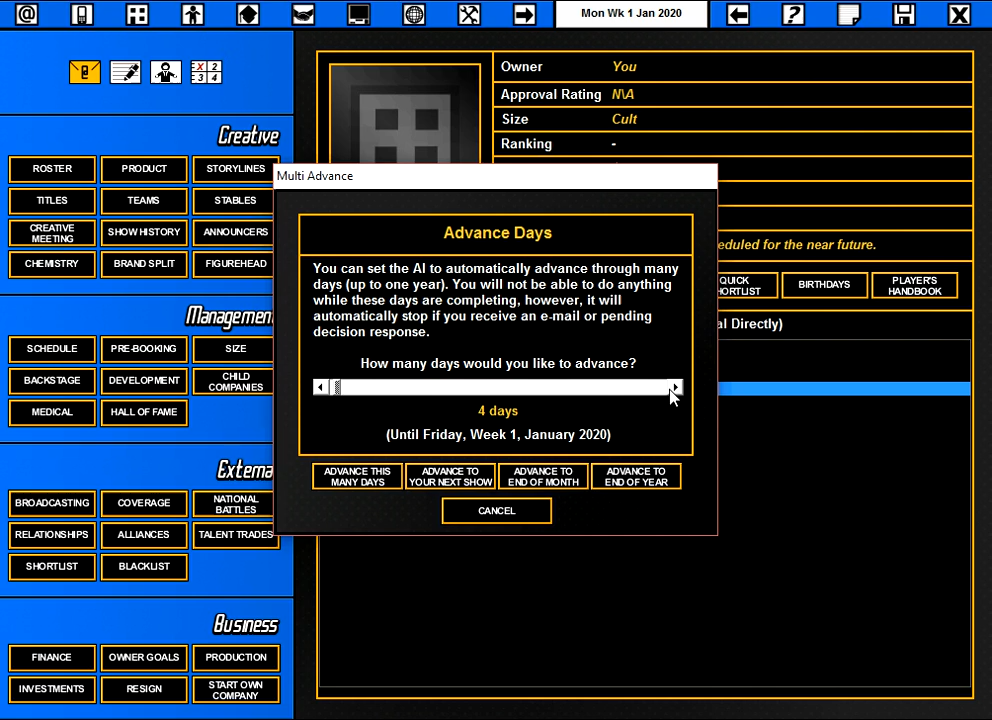 Mon Wk 1 Jan 2020
Creative
ROSTER
PRODUCT
STORYLINES
TITLES
TEAMS
STABLES
CREATIVE
MEETING
SHOW HISTORY
ANNOUNCERS
CHEMISTRY
BRAND SPLIT
FIGUREHEAD
Management
SCHEDULE
PRE-BOOKING
SIZE
BACKSTAGE
DEVELOPMENT
CHILD
COMPANIES
MEDICAL
HALL OF FAME
External
BROADCASTING
COVERAGE
NATIONAL
BATTLES
RELATIONSHIPS
ALLIANCES
TALENT TRADES
SHORTLIST
BLACKLIST
Business
FINANCE
OWNER GOALS
PRODUCTION
INVESTMENTS
RESIGN
START OWN
COMPANY
Owner You
Approval Rating N\A
Size Cult
Ranking -
eduled for the near future.
QUICK
SHORTLIST
BIRTHDAYS
PLAYER'S
HANDBOOK
al Directly)
Multi Advance
Advance Days
You can set the AI to automatically advance through many
days (up to one year). You will not be able to do anything
while these days are completing, however, it will
automatically stop if you receive an e-mail or pending
decision response.
How many days would you like to advance?
4 days
(Until Friday, Week 1, January 2020)
ADVANCE THIS
MANY DAYS
ADVANCE TO
YOUR NEXT SHOW
ADVANCE TO
END OF MONTH
ADVANCE TO
END OF YEAR
CANCEL